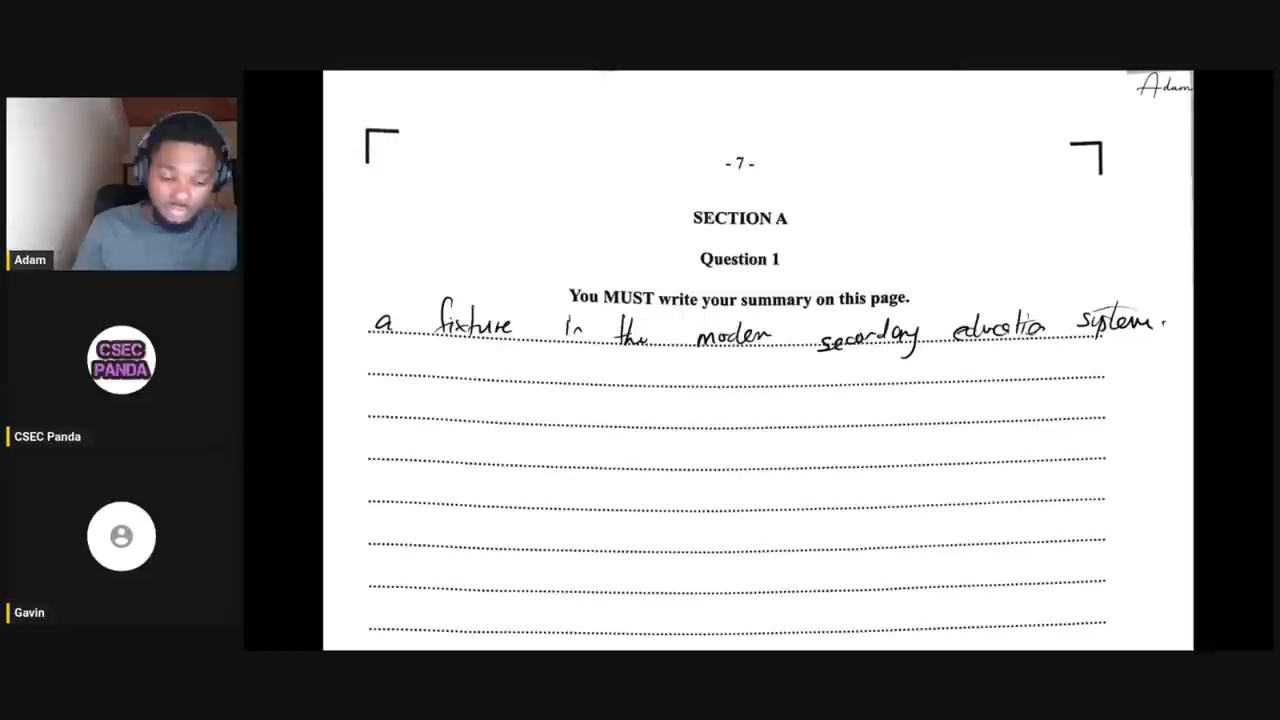 Adam
- 7 -
SECTION A
Question 1
You MUST write your summary on this page.
a fixture in the modern secondary education system.
Adam
CSEC
PANDA
CSEC Panda
Gavin